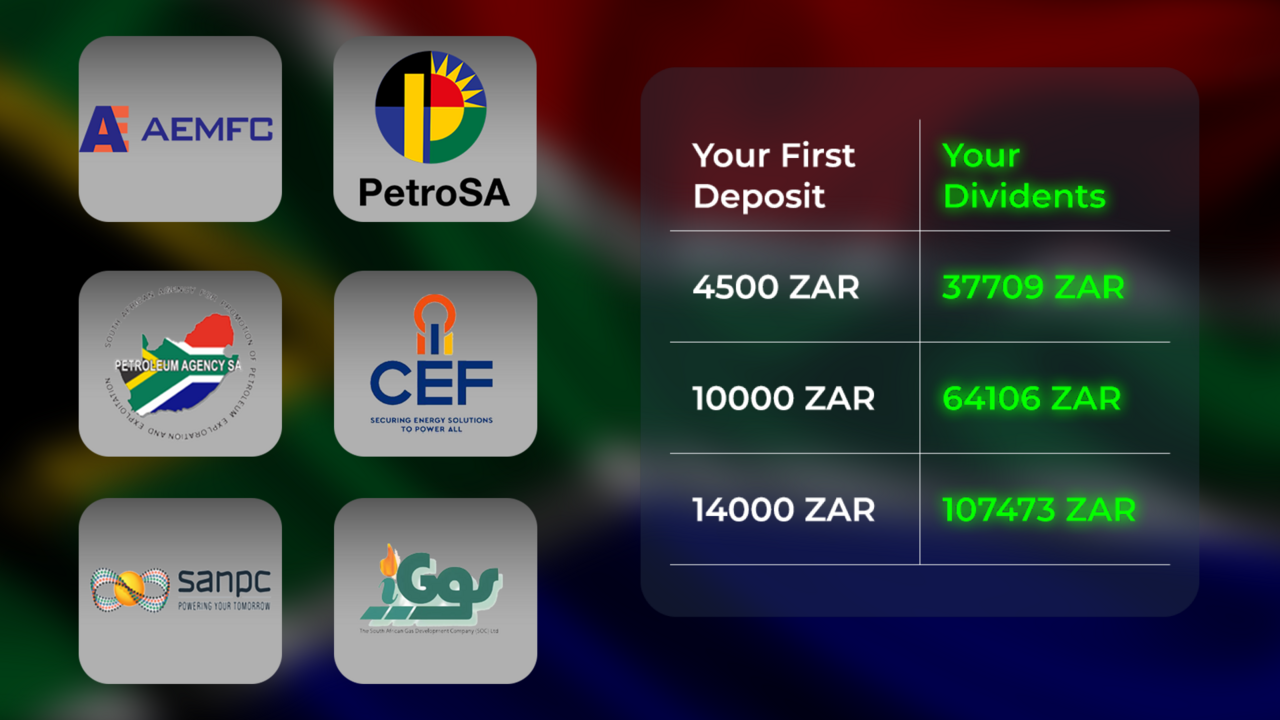 AEMFC
PetroSA
SOUTH AFRICAN AGENCY FOR PROMOTION OF PETROLEUM EXPLORATION AND EXPLOITATION
PETROLEUM AGENCY SA
CEF
SECURING ENERGY SOLUTIONS
TO POWER ALL
sanpc
POWERING YOUR TOMORROW
iGas
The South African Gas Development Company (SOC) Ltd
Your First
Deposit
Your
Dividents
4500 ZAR
37709 ZAR
10000 ZAR
64106 ZAR
14000 ZAR
107473 ZAR